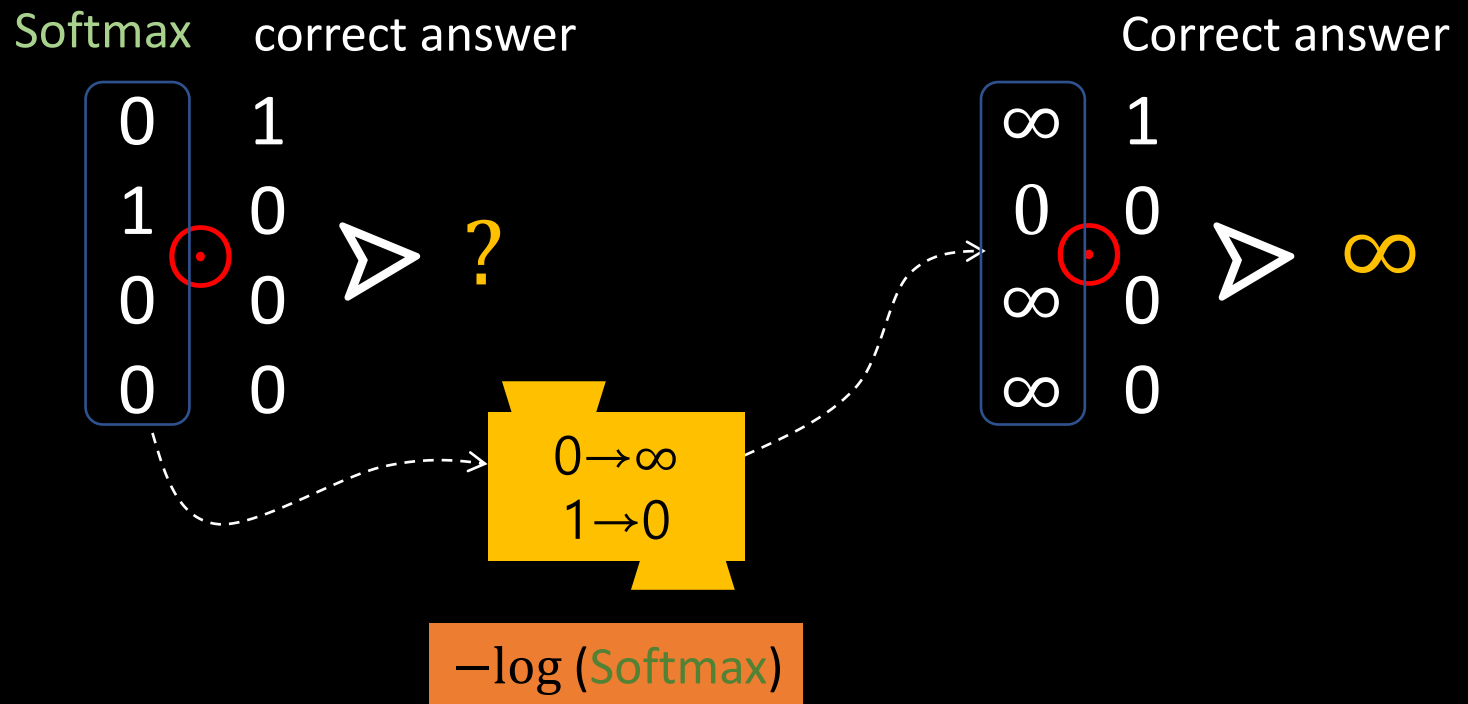 Softmax correct answer Correct answer
0 1 ∞ 1
1 0 0 0
⊙ ? ⊙ ∞
0 0 ∞ 0
0 0 ∞ 0
0→∞
1→0
−log (Softmax)